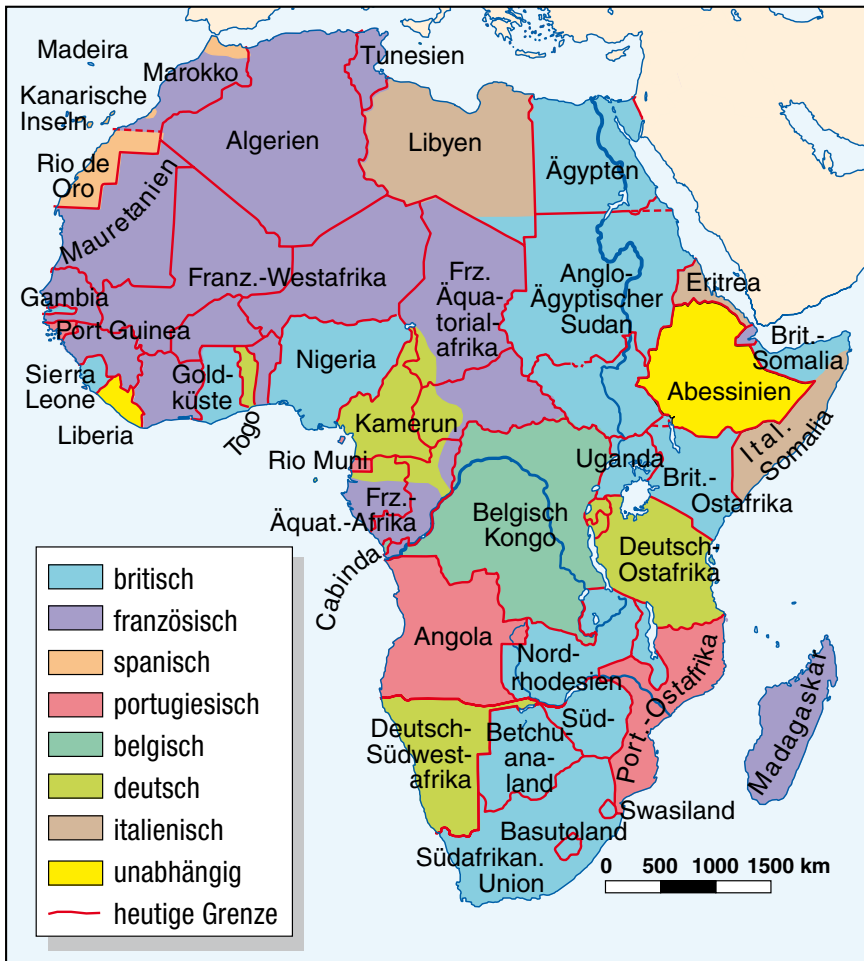 Madeira
Tunesien
Marokko
Kanarische
Inseln
Algerien
Libyen
Ägypten
Rio de
Oro
Mauretanien
Franz.-Westafrika
Frz.
Äqua-
torial-
afrika
Anglo-
Ägyptischer
Sudan
Eritrea
Gambia
Port Guinea
Brit.-
Somalia
Nigeria
Sierra
Leone
Gold-
küste
Abessinien
Togo
Liberia
Kamerun
Ital.
Somalia
Rio Muni
Uganda
Brit.-
Ostafrika
Frz.-
Äquat.-Afrika
Belgisch
Kongo
Deutsch-
Ostafrika
Cabinda
britisch
französisch
spanisch
portugiesisch
belgisch
deutsch
italienisch
unabhängig
heutige Grenze
Angola
Nord-
rhodesien
Port.-Ostafrika
Madagaskar
Deutsch-
Südwest-
afrika
Betchu-
ana-
land
Süd-
Swasiland
Basutoland
Südafrikan.
Union
0 500 1000 1500 km